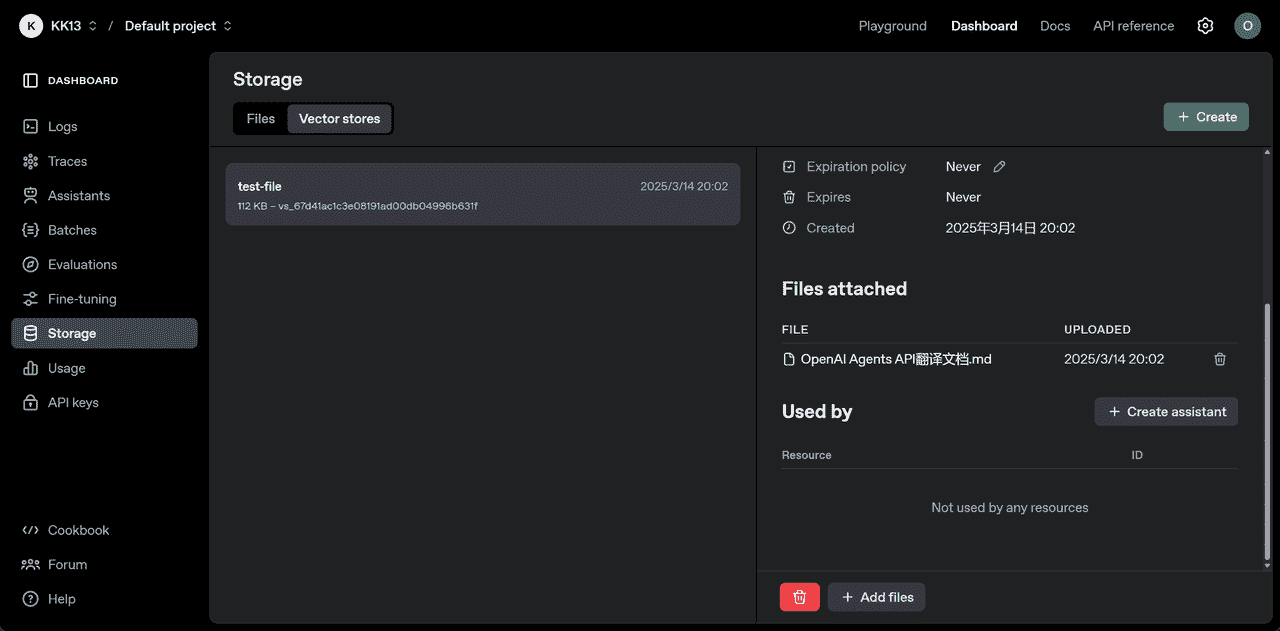 K KK13 / Default project
Playground Dashboard Docs API reference O
DASHBOARD
Logs
Traces
Assistants
Batches
Evaluations
Fine-tuning
Storage
Usage
API keys
Cookbook
Forum
Help
Storage
Files Vector stores
+ Create
test-file 2025/3/14 20:02
112 KB – vs_67d41ac1c3e08191ad00db04996b631f
Expiration policy Never
Expires Never
Created 2025年3月14日 20:02
Files attached
FILE UPLOADED
OpenAI Agents API翻译文档.md 2025/3/14 20:02
Used by + Create assistant
Resource ID
Not used by any resources
+ Add files